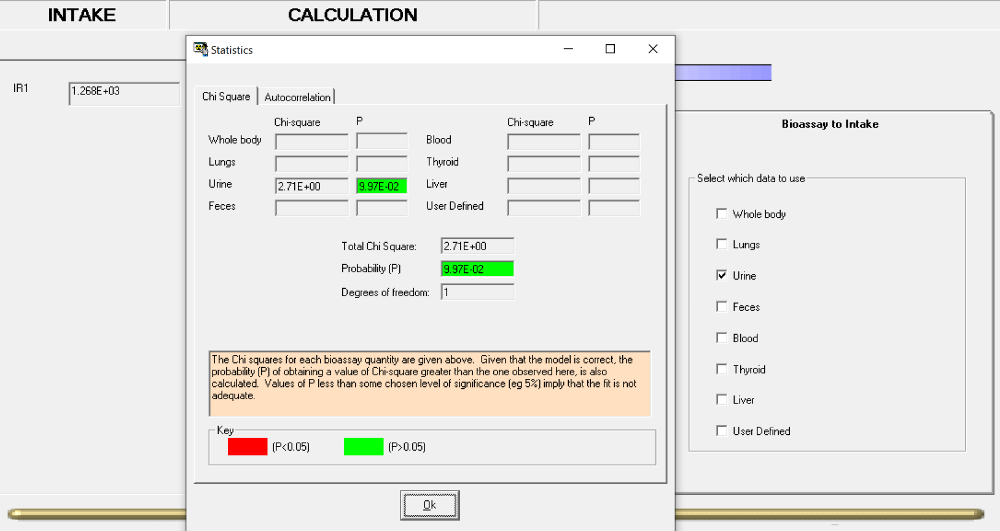 INTAKE
CALCULATION
Statistics
IR1
1.268E+03
Chi Square
Autocorrelation
Chi-square P Chi-square P
Whole body Blood
Lungs Thyroid
Urine 2.71E+00 9.97E-02 Liver
Feces User Defined
Total Chi Square: 2.71E+00
Probability (P) 9.97E-02
Degrees of freedom: 1
The Chi squares for each bioassay quantity are given above. Given that the model is correct, the
probability (P) of obtaining a value of Chi-square greater than the one observed here, is also
calculated. Values of P less than some chosen level of significance (eg 5%) imply that the fit is not
adequate.
Key
(P<0.05) (P>0.05)
Ok
Bioassay to Intake
Select which data to use
Whole body
Lungs
Urine
Feces
Blood
Thyroid
Liver
User Defined